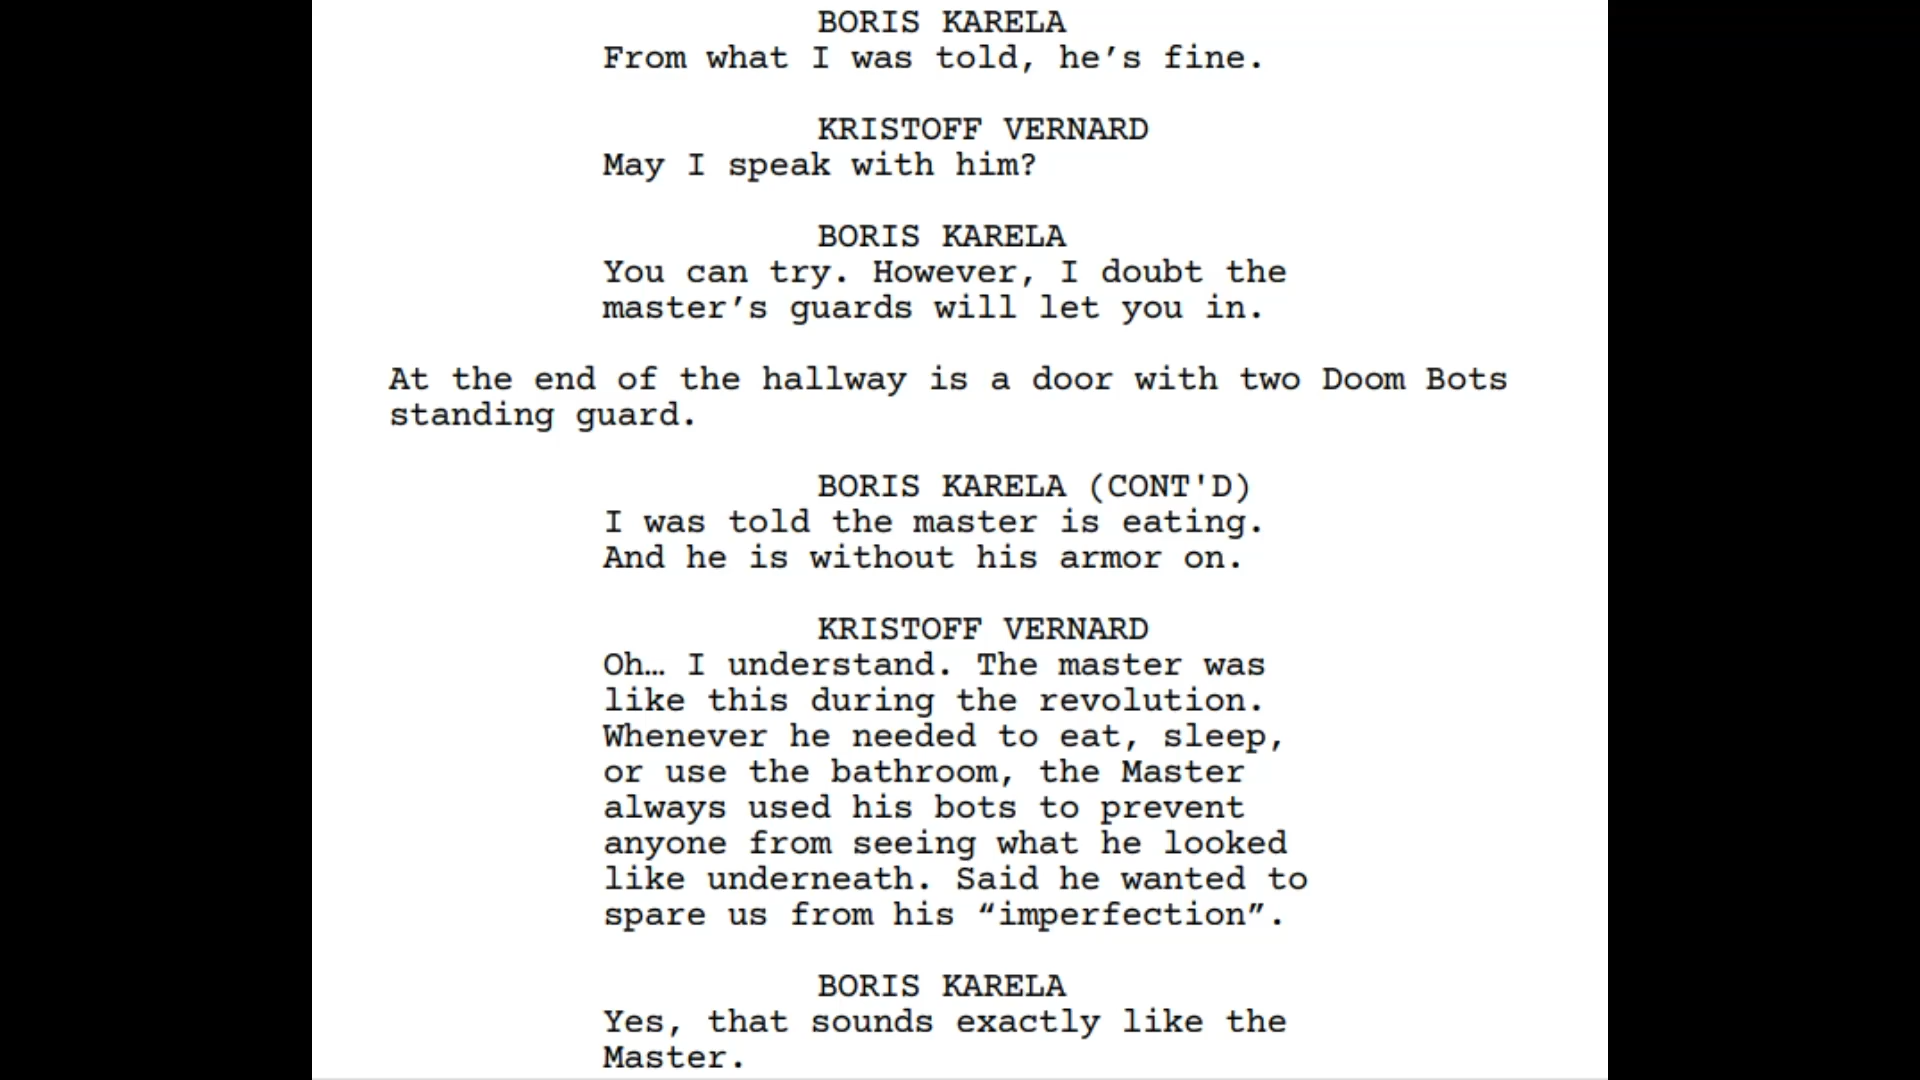 BORIS KARELA
From what I was told, he’s fine.
KRISTOFF VERNARD
May I speak with him?
BORIS KARELA
You can try. However, I doubt the
master’s guards will let you in.
At the end of the hallway is a door with two Doom Bots
standing guard.
BORIS KARELA (CONT'D)
I was told the master is eating.
And he is without his armor on.
KRISTOFF VERNARD
Oh… I understand. The master was
like this during the revolution.
Whenever he needed to eat, sleep,
or use the bathroom, the Master
always used his bots to prevent
anyone from seeing what he looked
like underneath. Said he wanted to
spare us from his “imperfection”.
BORIS KARELA
Yes, that sounds exactly like the
Master.